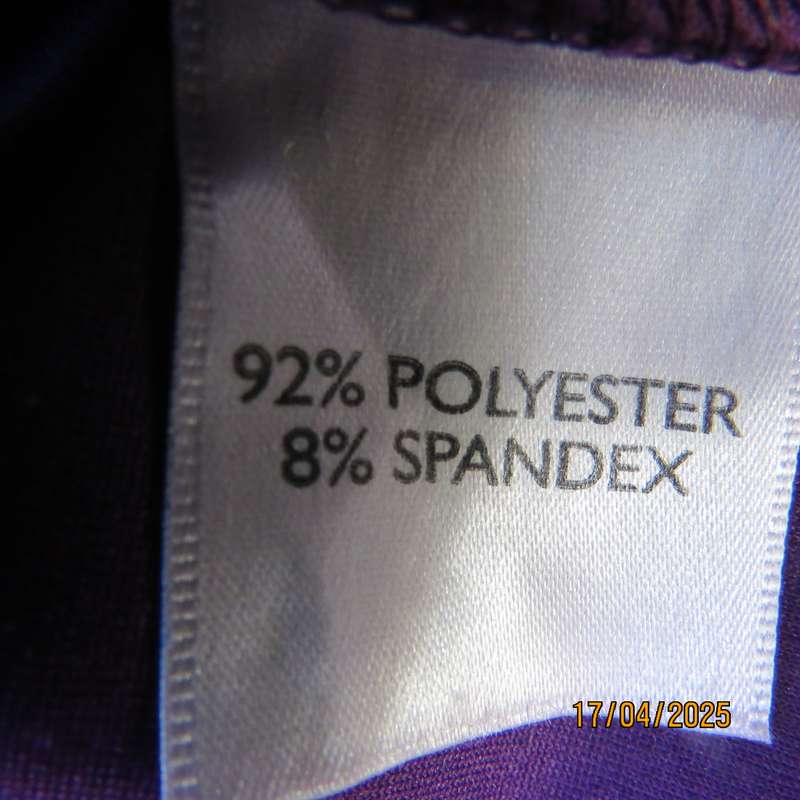 92% POLYESTER
8% SPANDEX
17/04/2025